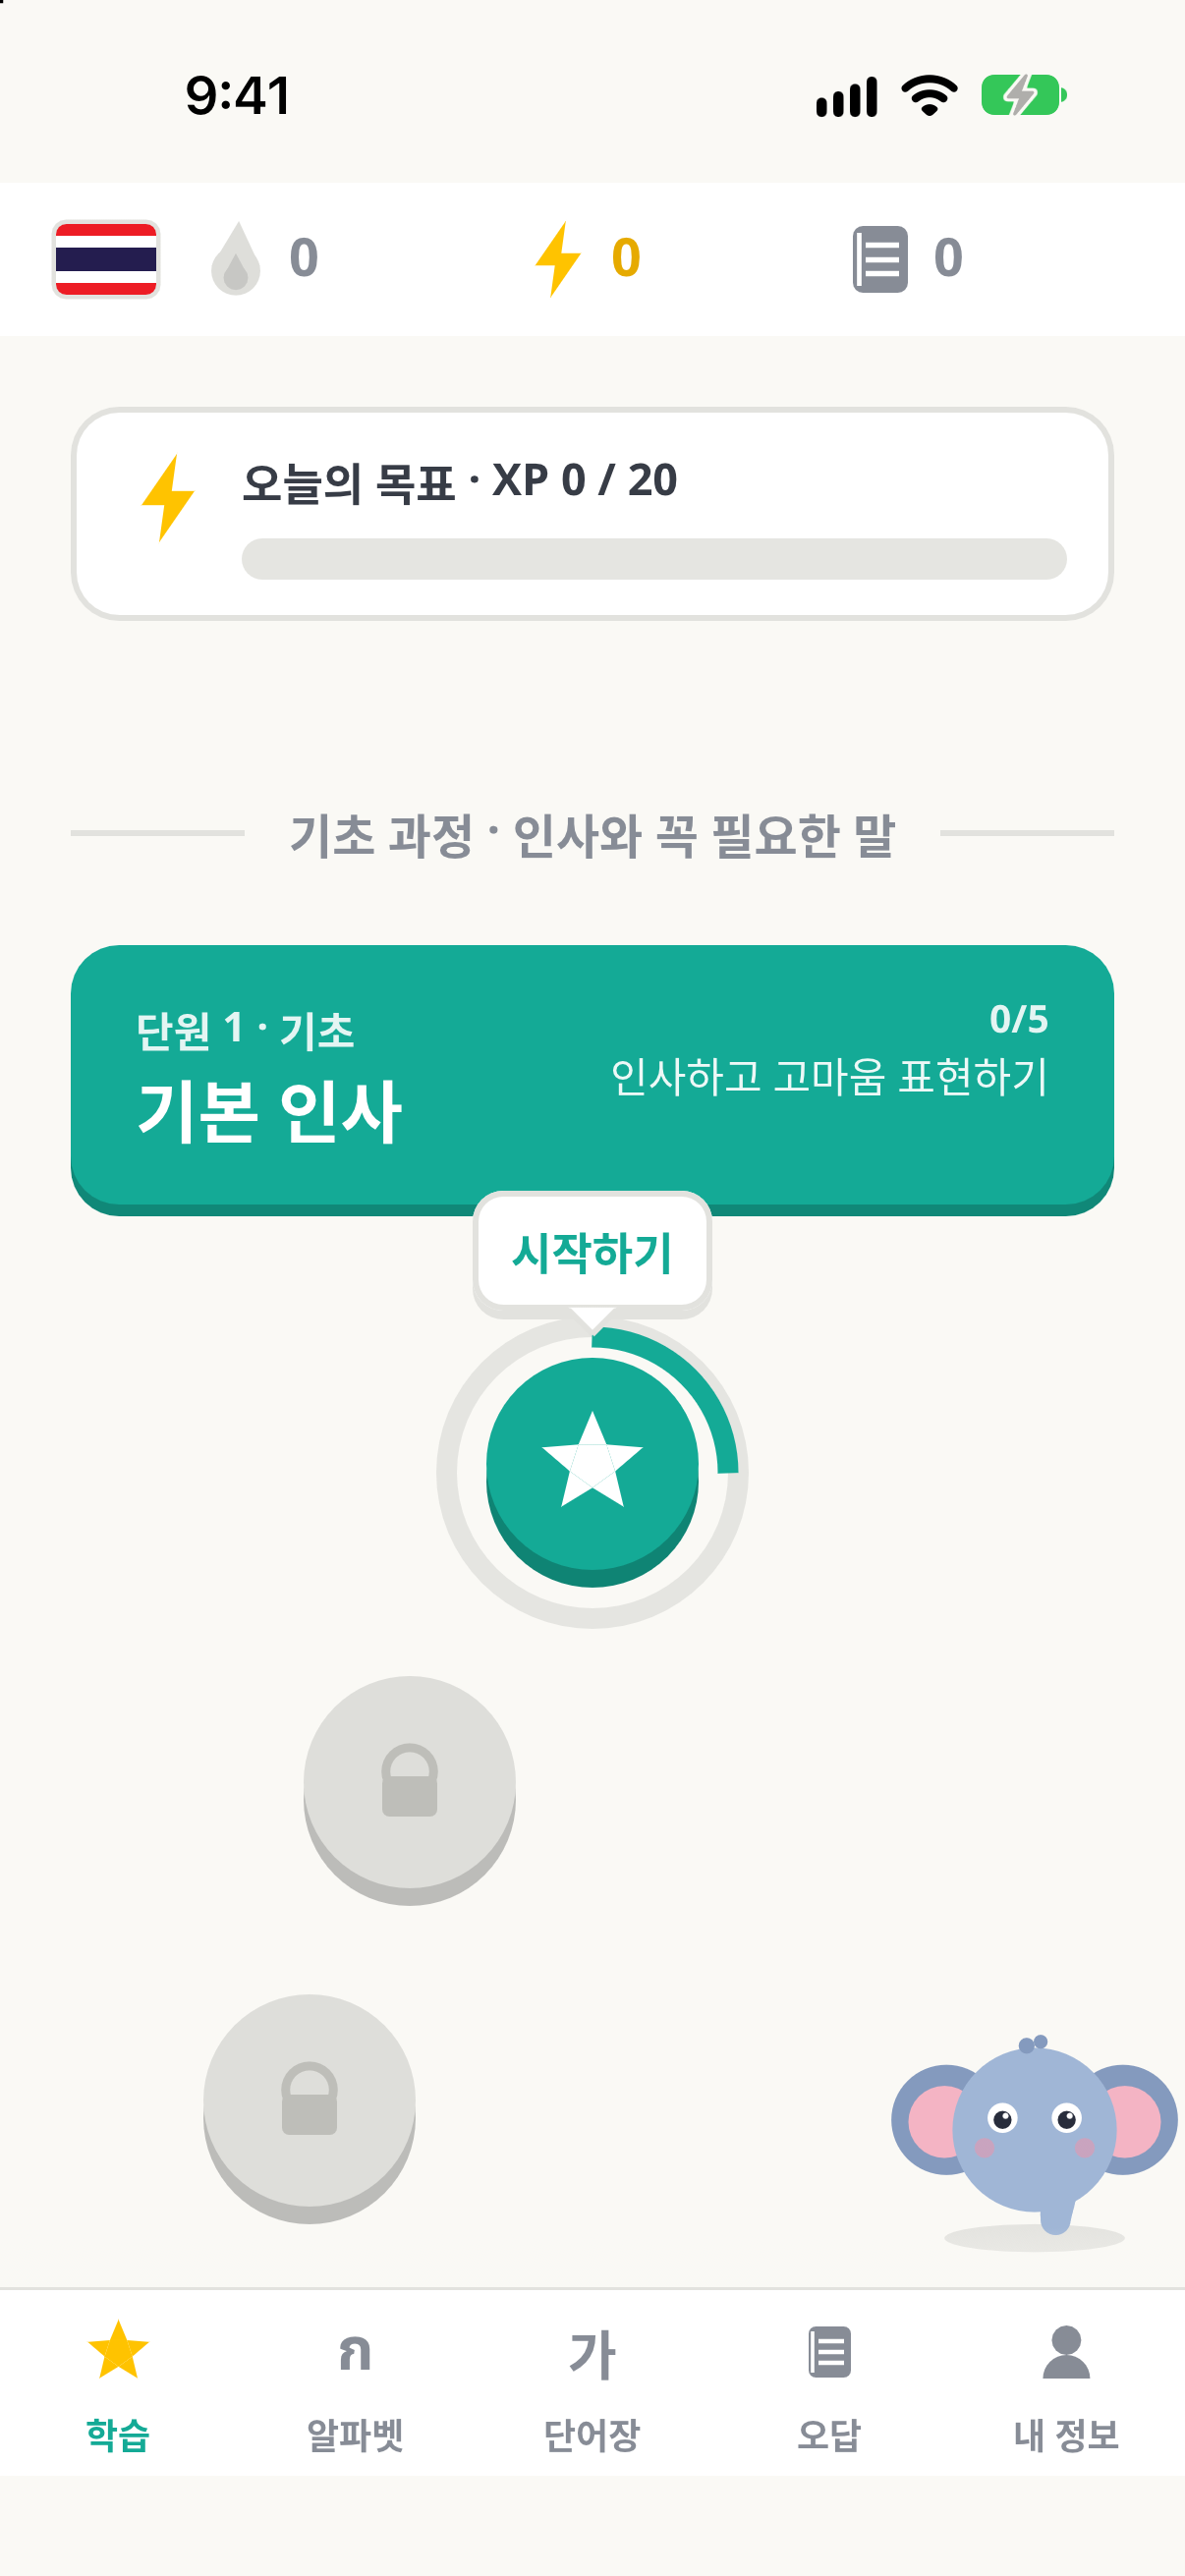 9:41
0
0
0
오늘의 목표 · XP 0 / 20
기초 과정 · 인사와 꼭 필요한 말
단원 1 · 기초
0/5
기본 인사
인사하고 고마움 표현하기
시작하기
ก
가
학습
알파벳
단어장
오답
내 정보